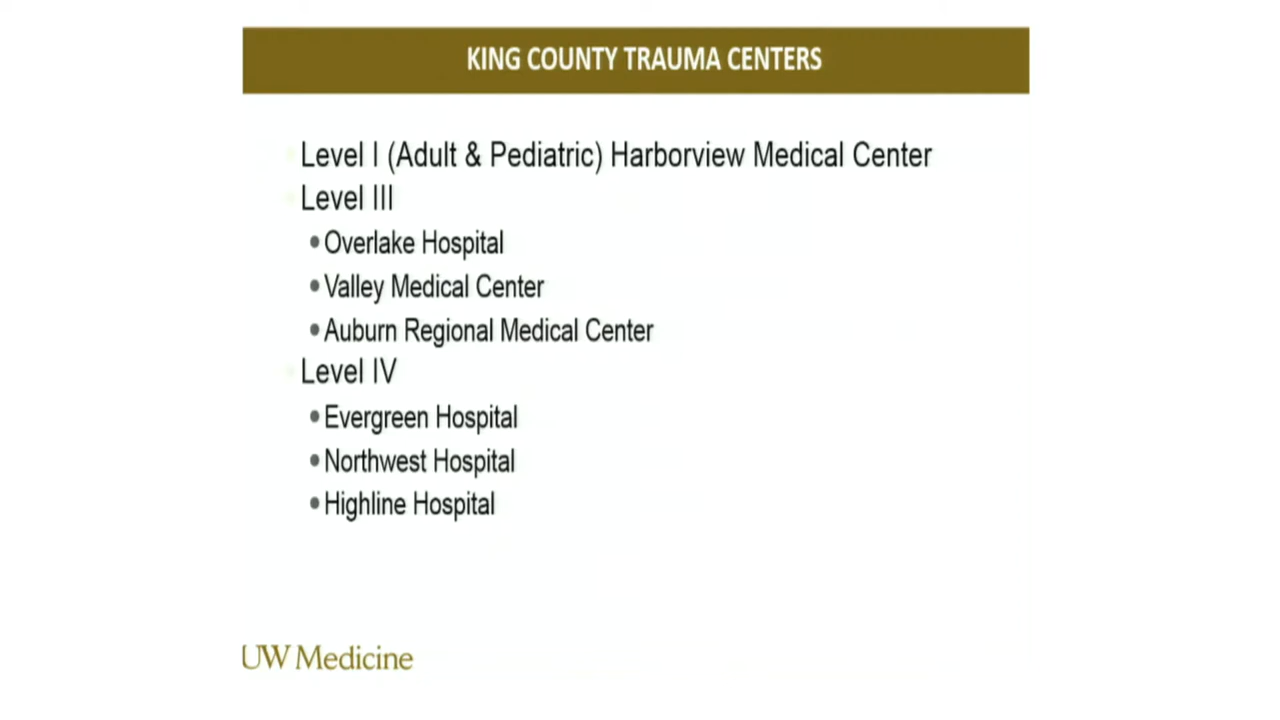 KING COUNTY TRAUMA CENTERS
Level I (Adult & Pediatric) Harborview Medical Center
Level III
•Overlake Hospital
•Valley Medical Center
•Auburn Regional Medical Center
Level IV
•Evergreen Hospital
•Northwest Hospital
•Highline Hospital
UW Medicine